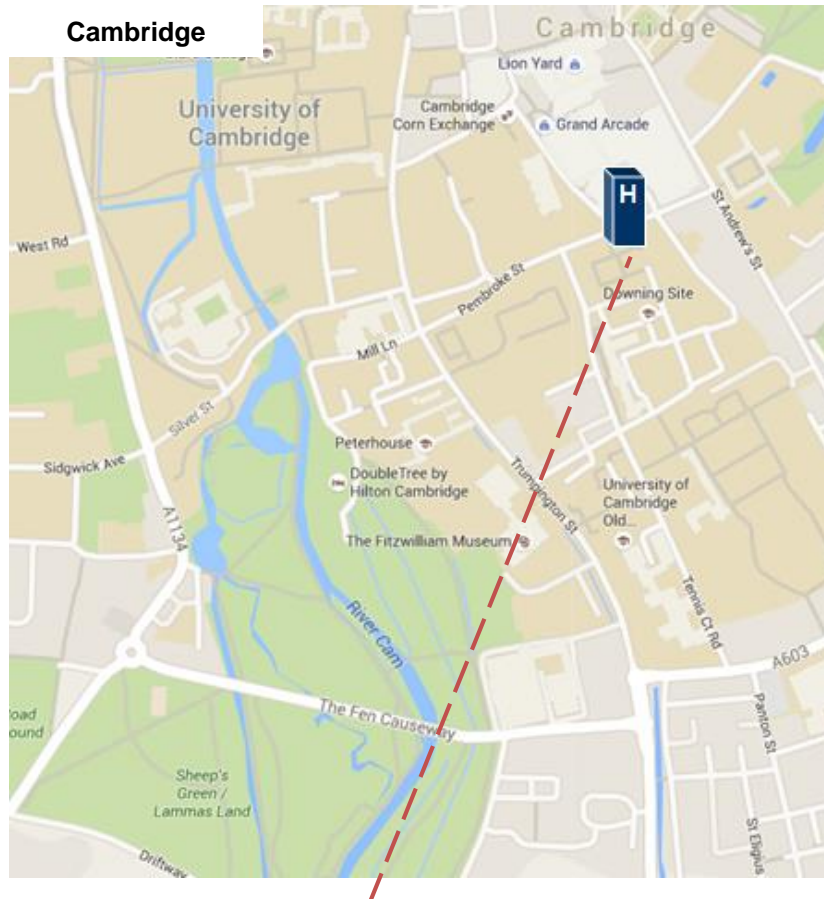 Cambridge
Cambridge
Lion Yard
University of
Cambridge
Cambridge
Corn Exchange
Grand Arcade
H
St Andrew's St
West Rd
Pembroke St
Downing Site
Mill Ln
Silver St
Peterhouse
Sidgwick Ave
DoubleTree by
Hilton Cambridge
Trumpington St
University of
Cambridge
Old...
A1134
The Fitzwilliam Museum
River Cam
Tennis Ct Rd
A603
The Fen Causeway
Panton St
oad
ound
Sheep's
Green /
Lammas Land
St Eligius
Driftway